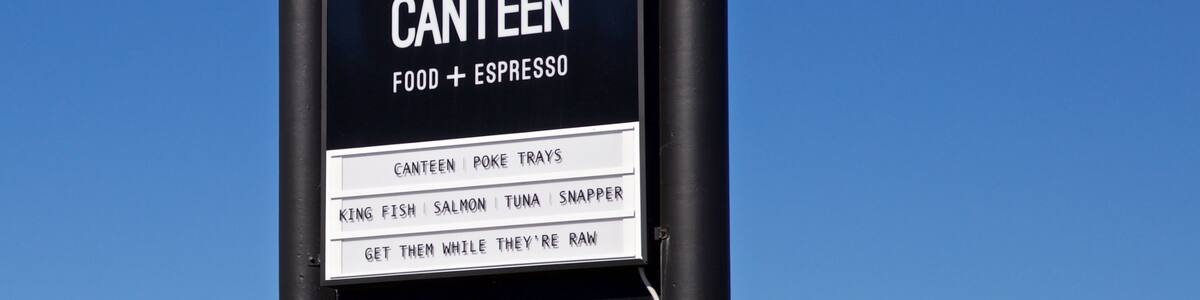 CANTEEN
FOOD + ESPRESSO
CANTEEN | POKE TRAYS
KING FISH | SALMON | TUNA | SNAPPER
GET THEM WHILE THEY'RE RAW